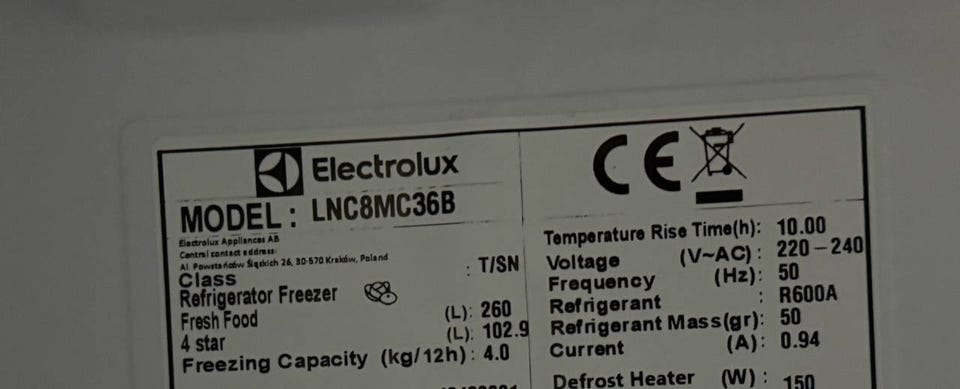 Electrolux
MODEL : LNC8MC36B
Electrolux Appliances AB
Central contact address:
Al. Powstańców Śląskich 26, 30-570 Kraków, Poland
Class : T/SN
Refrigerator Freezer
Fresh Food (L): 260
4 star (L): 102.9
Freezing Capacity (kg/12h) : 4.0
CE
Temperature Rise Time(h): 10.00
Voltage (V~AC) : 220 – 240
Frequency (Hz) : 50
Refrigerant : R600A
Refrigerant Mass(gr): 50
Current (A): 0.94
Defrost Heater (W) : 150